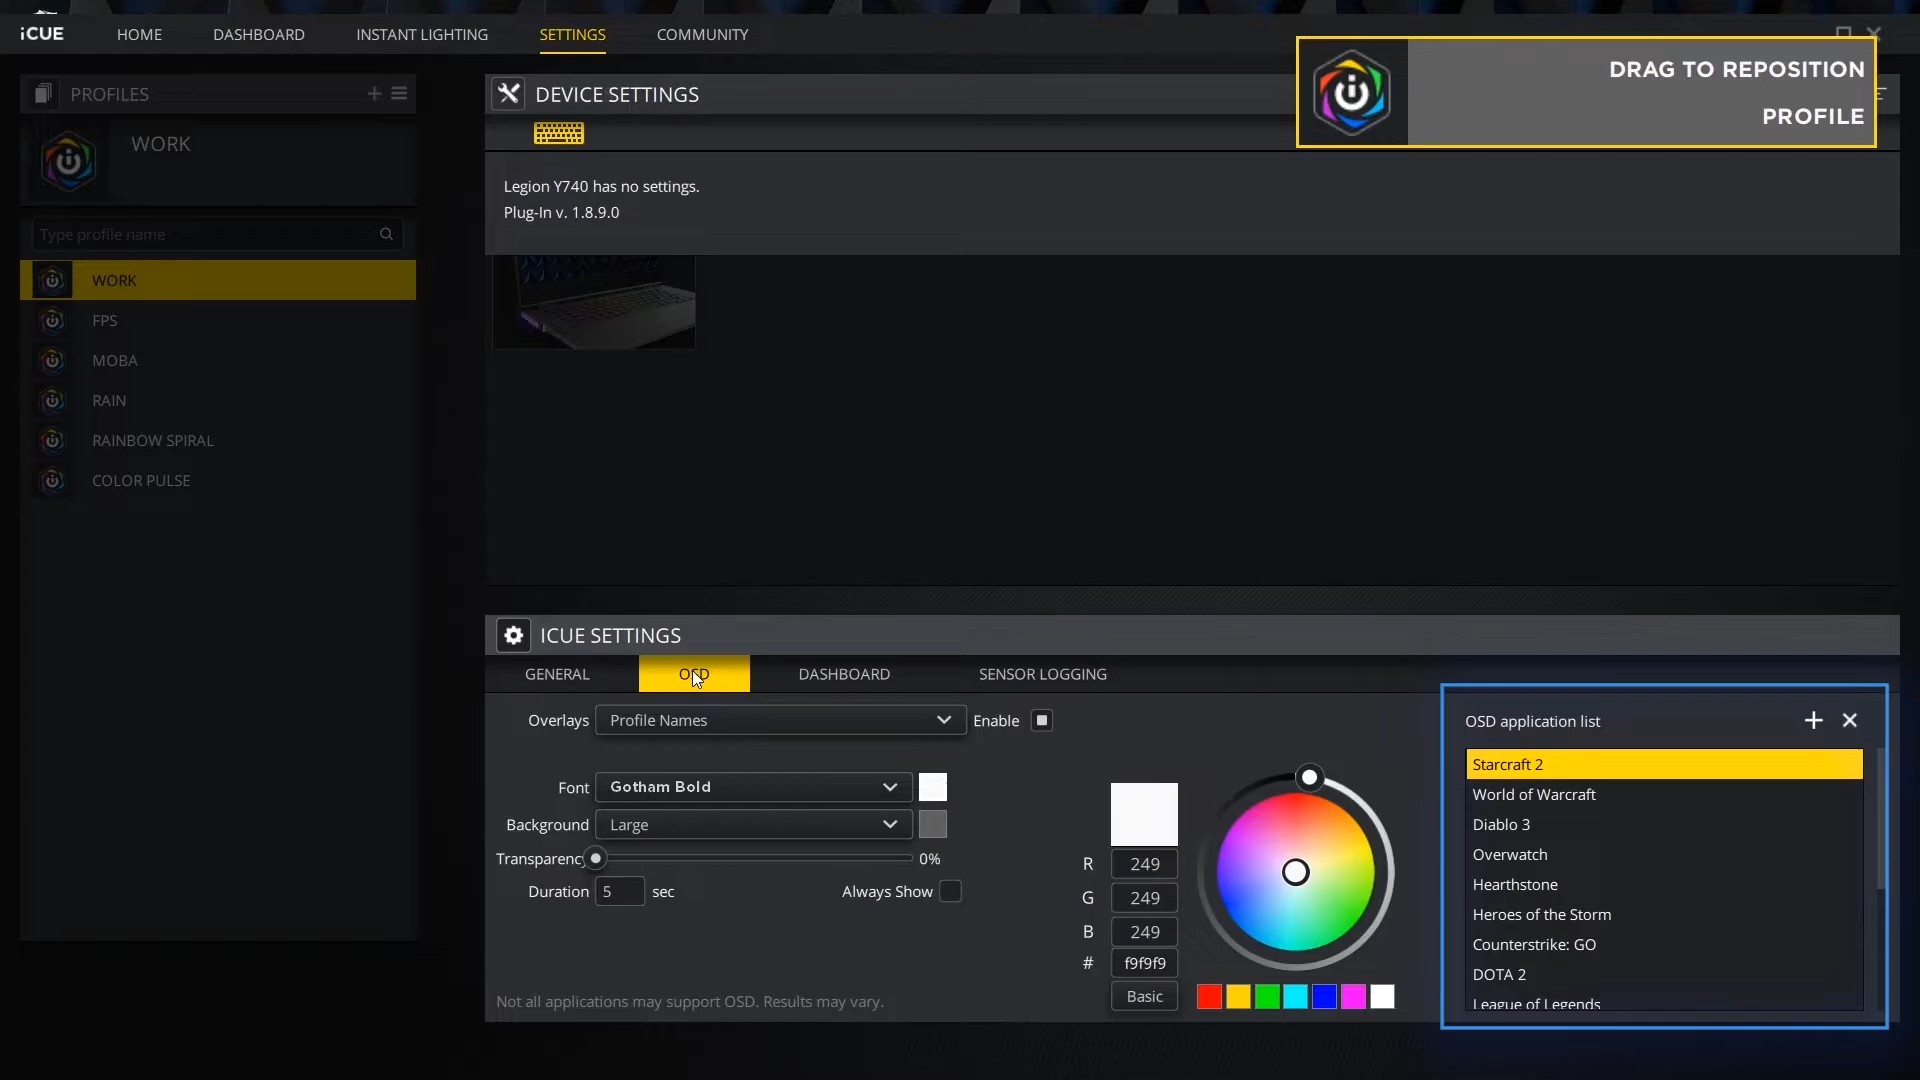 iCUE
HOME
DASHBOARD
INSTANT LIGHTING
SETTINGS
COMMUNITY
DRAG TO REPOSITION
PROFILE
PROFILES
WORK
Type profile name
WORK
FPS
MOBA
RAIN
RAINBOW SPIRAL
COLOR PULSE
DEVICE SETTINGS
Legion Y740 has no settings.
Plug-In v. 1.8.9.0
ICUE SETTINGS
GENERAL
OSD
DASHBOARD
SENSOR LOGGING
Overlays
Profile Names
Enable
Font
Gotham Bold
Background
Large
Transparency
0%
Duration
5
sec
Always Show
R
249
G
249
B
249
#
f9f9f9
Basic
Not all applications may support OSD. Results may vary.
OSD application list
Starcraft 2
World of Warcraft
Diablo 3
Overwatch
Hearthstone
Heroes of the Storm
Counterstrike: GO
DOTA 2
League of Legends